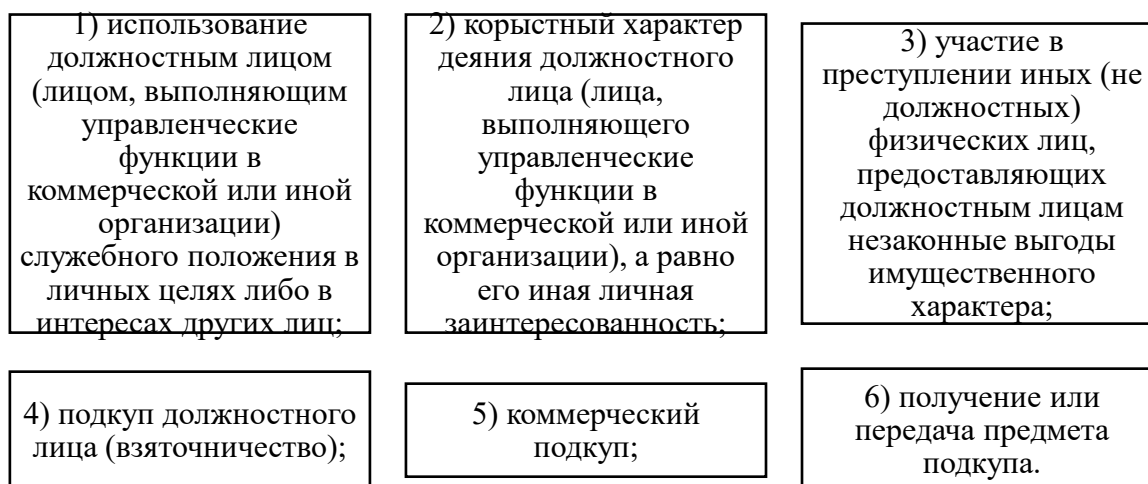 1) использование
должностным лицом
(лицом, выполняющим
управленческие
функции в
коммерческой или иной
организации)
служебного положения в
личных целях либо в
интересах других лиц;
2) корыстный характер
деяния должностного
лица (лица,
выполняющего
управленческие
функции в
коммерческой или иной
организации), а равно
его иная личная
заинтересованность;
3) участие в
преступлении иных (не
должностных)
физических лиц,
предоставляющих
должностным лицам
незаконные выгоды
имущественного
характера;
4) подкуп должностного
лица (взяточничество);
5) коммерческий
подкуп;
6) получение или
передача предмета
подкупа.